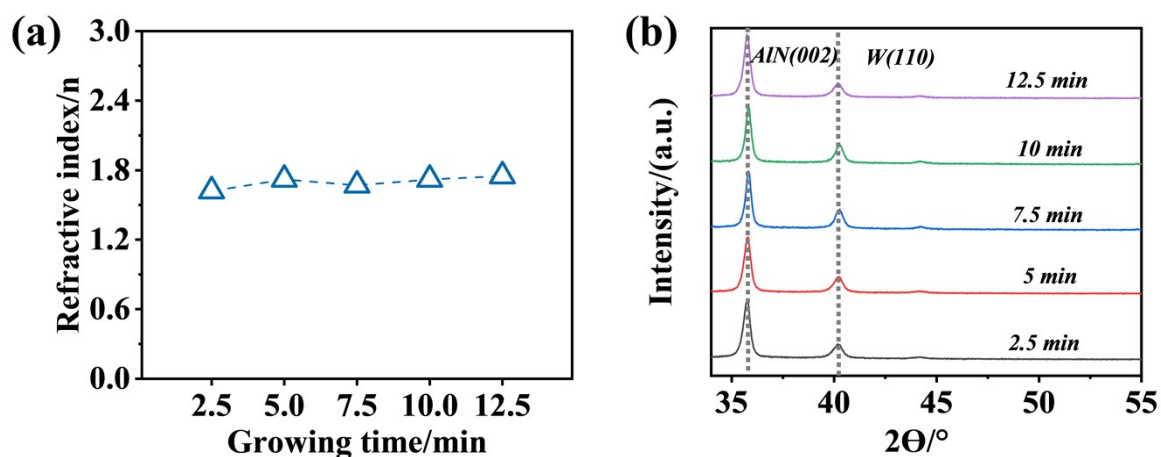 (a)
Refractive index/n
3.0
2.4
1.8
1.2
0.6
0.0
2.5 5.0 7.5 10.0 12.5
Growing time/min
(b)
Intensity/(a.u.)
AlN(002) W(110)
12.5 min
10 min
7.5 min
5 min
2.5 min
35 40 45 50 55
2Θ/°